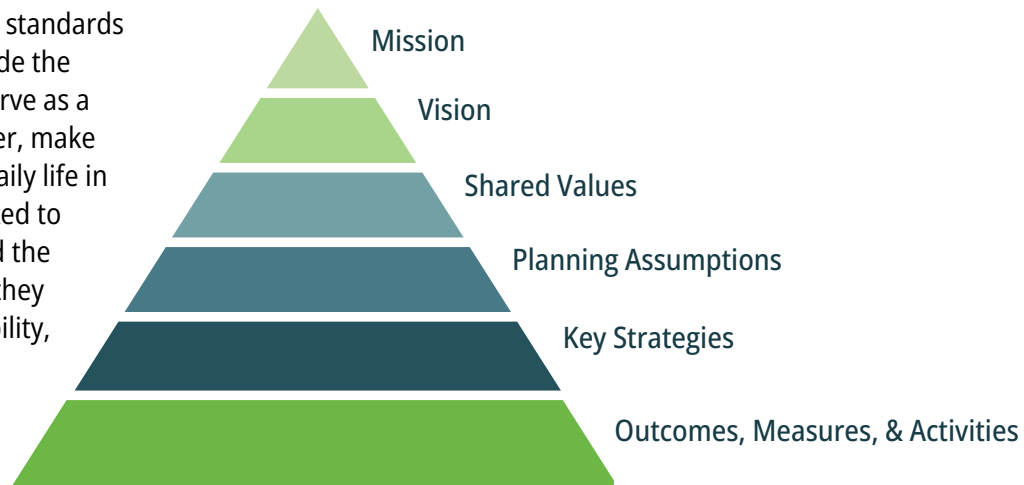 standards
de the
rve as a
er, make
aily life in
ed to
d the
they
ility,
Mission
Vision
Shared Values
Planning Assumptions
Key Strategies
Outcomes, Measures, & Activities